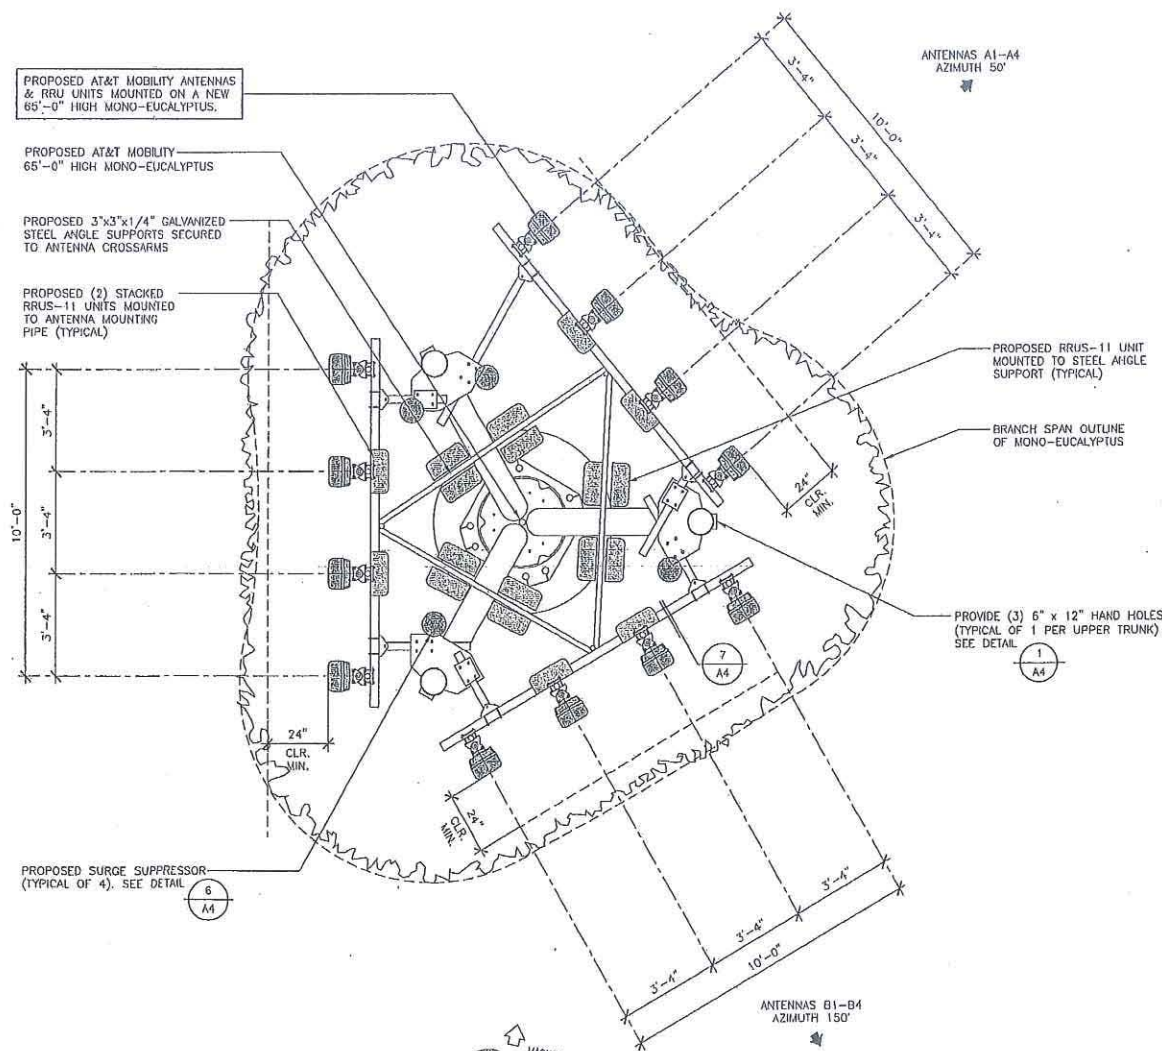 ANTENNAS A1-A4
AZIMUTH 50'
PROPOSED AT&T MOBILITY ANTENNAS
& RRU UNITS MOUNTED ON A NEW
65'-0" HIGH MONO-EUCALYPTUS.
PROPOSED AT&T MOBILITY
65'-0" HIGH MONO-EUCALYPTUS
PROPOSED 3"x3"x1/4" GALVANIZED
STEEL ANGLE SUPPORTS SECURED
TO ANTENNA CROSSARMS
PROPOSED (2) STACKED
RRUS-11 UNITS MOUNTED
TO ANTENNA MOUNTING
PIPE (TYPICAL)
3'-4"
10'-0"
3'-4"
3'-4"
PROPOSED RRUS-11 UNIT
MOUNTED TO STEEL ANGLE
SUPPORT (TYPICAL)
BRANCH SPAN OUTLINE
OF MONO-EUCALYPTUS
24"
CLR.
MIN.
3'-4"
10'-0"
3'-4"
3'-4"
PROVIDE (3) 6" x 12" HAND HOLES
(TYPICAL OF 1 PER UPPER TRUNK)
SEE DETAIL
1
A4
7
A4
24"
CLR.
MIN.
24"
CLR.
MIN.
PROPOSED SURGE SUPPRESSOR
(TYPICAL OF 4). SEE DETAIL
6
A4
3'-4"
3'-4"
10'-0"
3'-4"
ANTENNAS B1-B4
AZIMUTH 150'